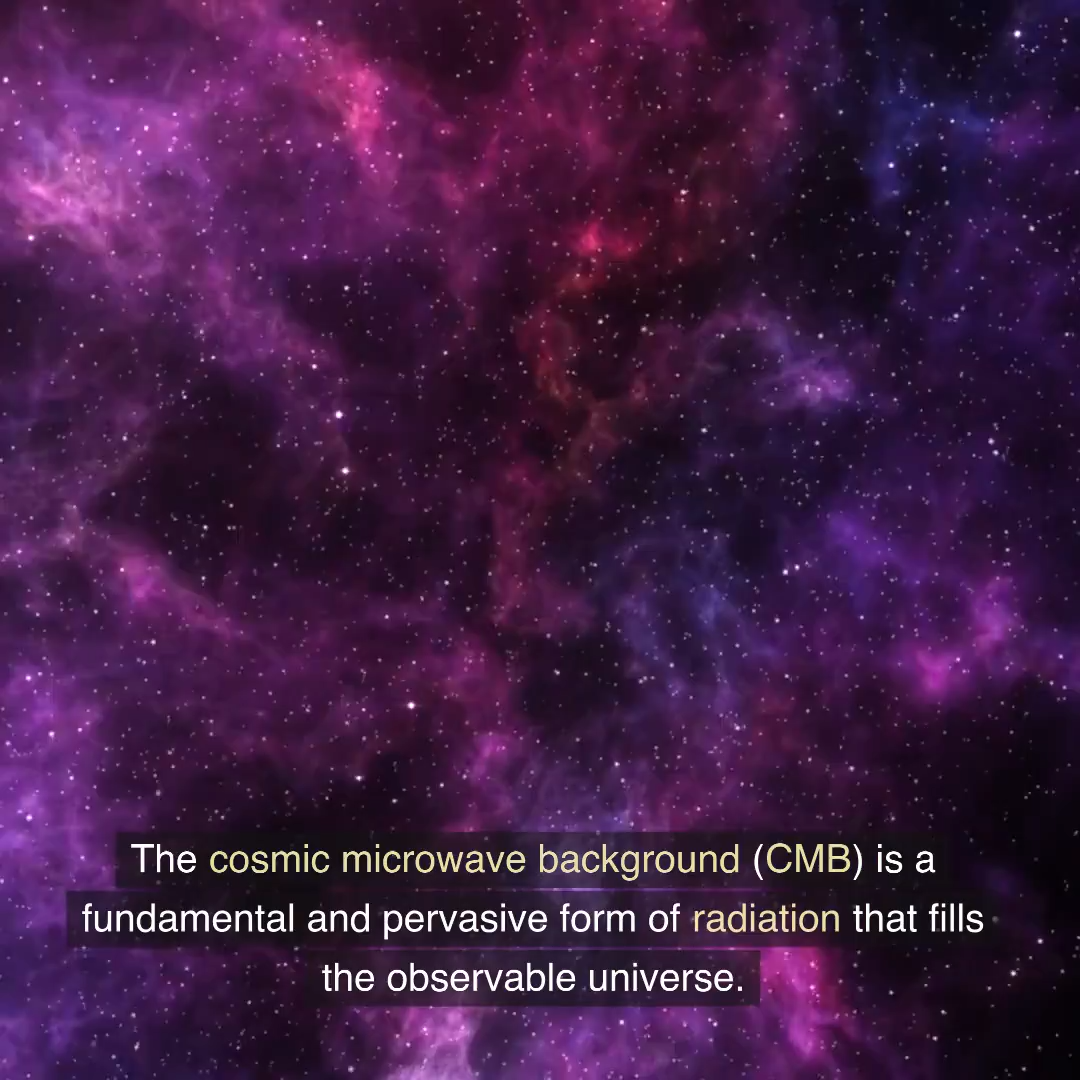 The cosmic microwave background (CMB) is a
fundamental and pervasive form of radiation that fills
the observable universe.